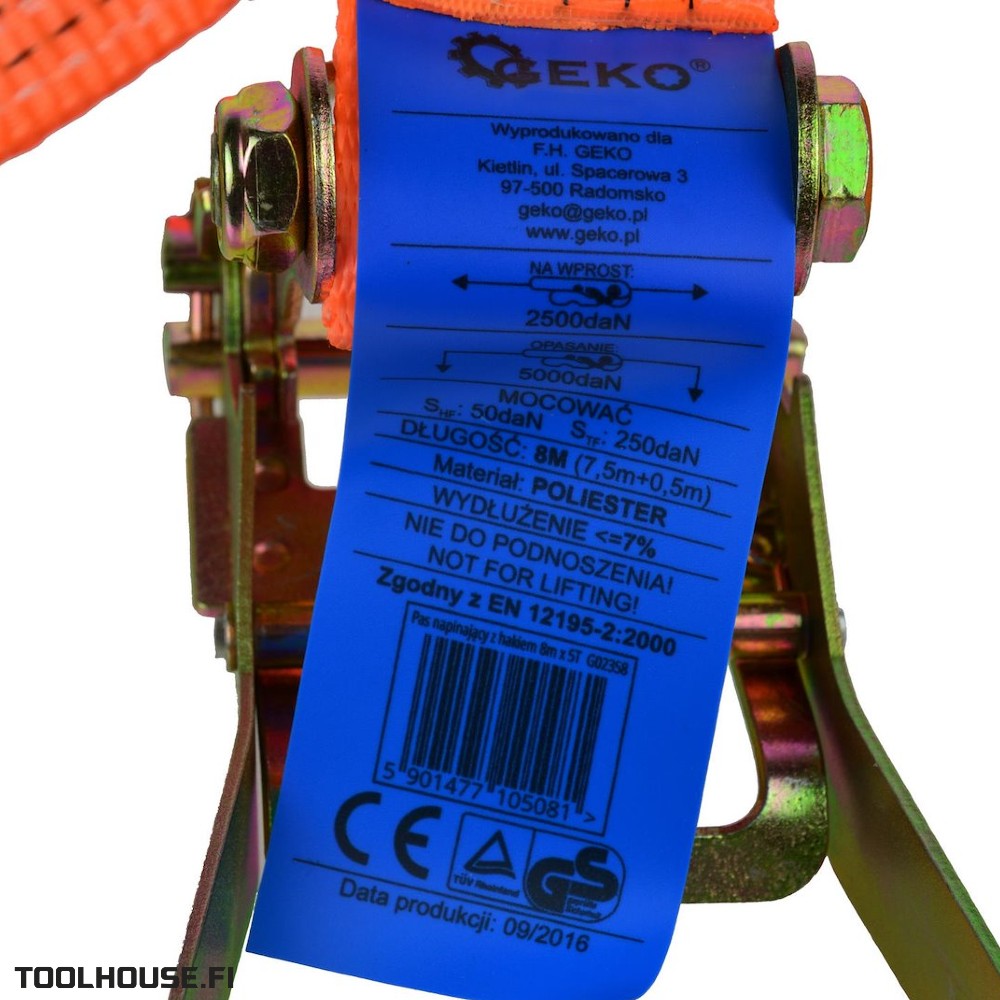 GEKO®
Wyprodukowano dla
F.H. GEKO
Kietlin, ul. Spacerowa 3
97-500 Radomsko
geko@geko.pl
www.geko.pl
NA WPROST:
2500daN
OPASANIE:
5000daN
MOCOWAĆ
SHF: 50daN STF: 250daN
DŁUGOŚĆ: 8M (7,5m+0,5m)
Materiał: POLIESTER
WYDŁUŻENIE <=7%
NIE DO PODNOSZENIA!
NOT FOR LIFTING!
Zgodny z EN 12195-2:2000
Pas napinający z hakiem 8m x 5T G02358
5 901477 105081 >
CE
TÜV Rheinland
GS
Data produkcji: 09/2016
TOOLHOUSE.FI